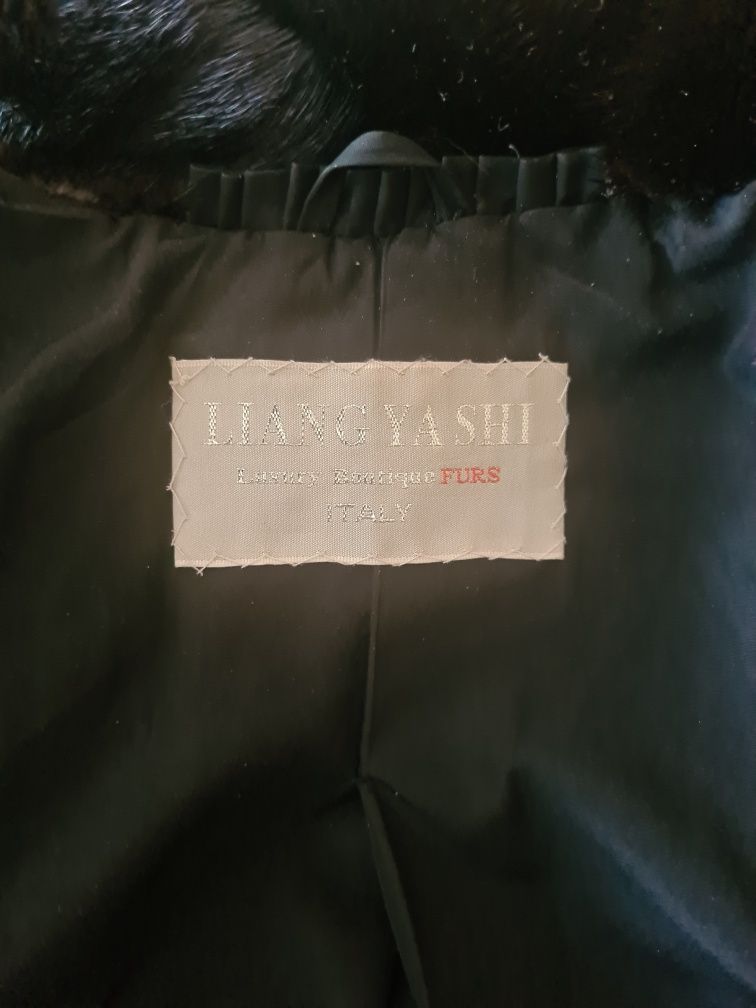 LIANG YA SHI
Luxury Boutique FURS
ITALY